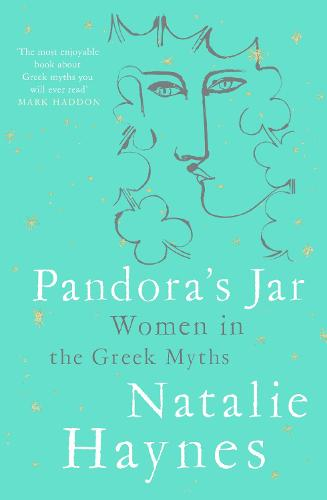 'The most enjoyable
book about
Greek myths you
will ever read'
MARK HADDON
Pandora's Jar
Women in
the Greek Myths
Natalie
Haynes